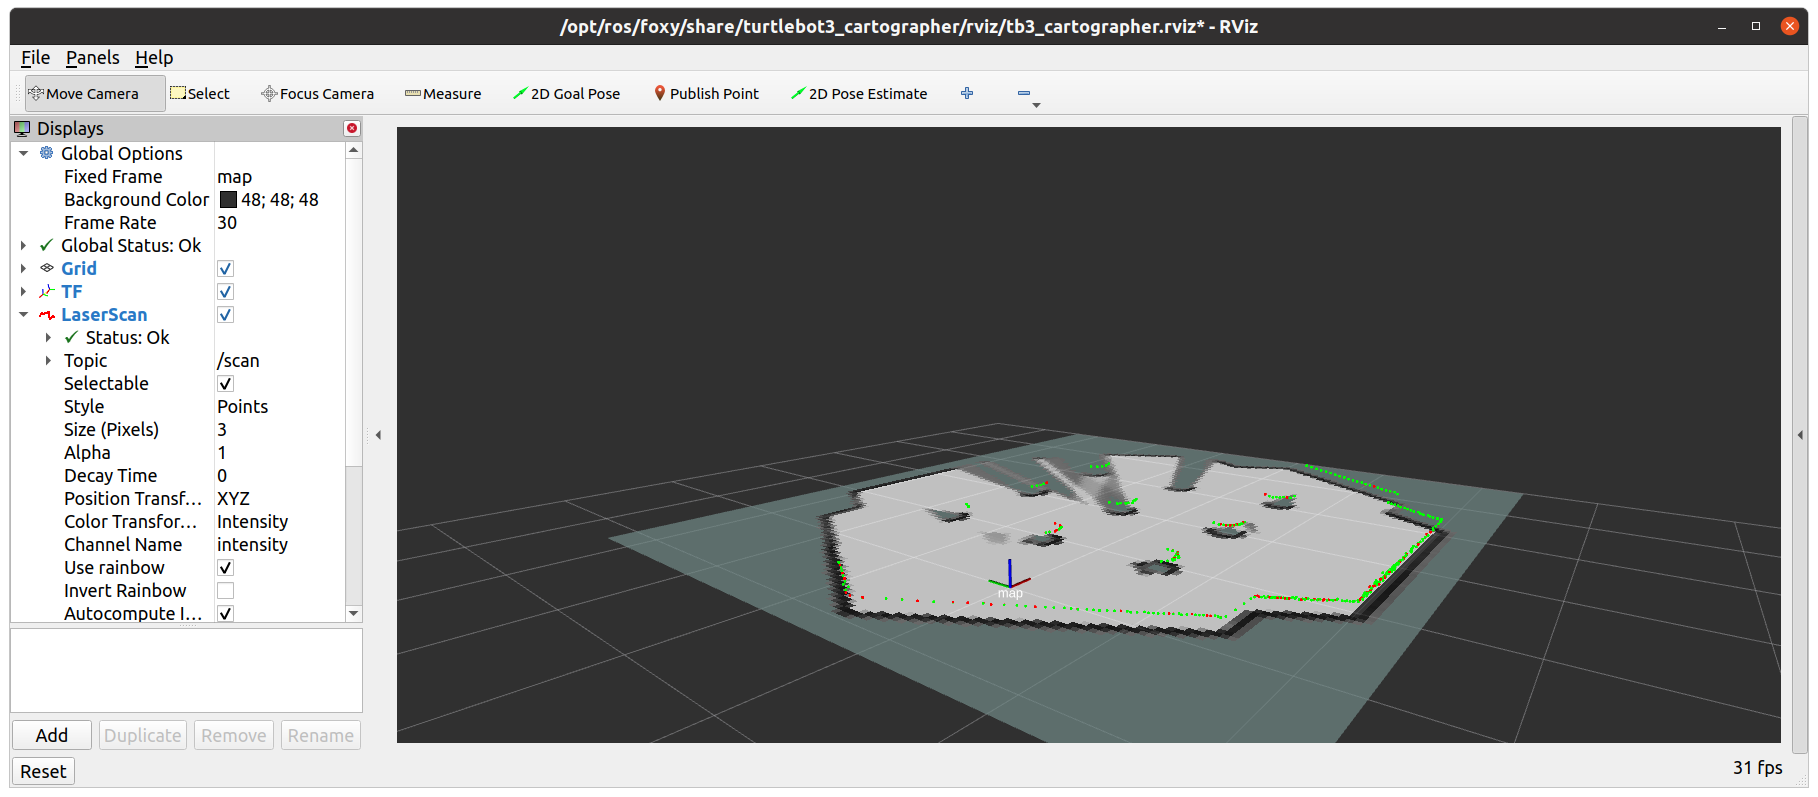 /opt/ros/foxy/share/turtlebot3_cartographer/rviz/tb3_cartographer.rviz* - RViz
File Panels Help
Move Camera Select Focus Camera Measure 2D Goal Pose Publish Point 2D Pose Estimate
Displays
Global Options
Fixed Frame map
Background Color 48; 48; 48
Frame Rate 30
Global Status: Ok
Grid
TF
LaserScan
Status: Ok
Topic /scan
Selectable
Style Points
Size (Pixels) 3
Alpha 1
Decay Time 0
Position Transf... XYZ
Color Transfor... Intensity
Channel Name intensity
Use rainbow
Invert Rainbow
Autocompute I...
map
Add Duplicate Remove Rename
Reset
31 fps